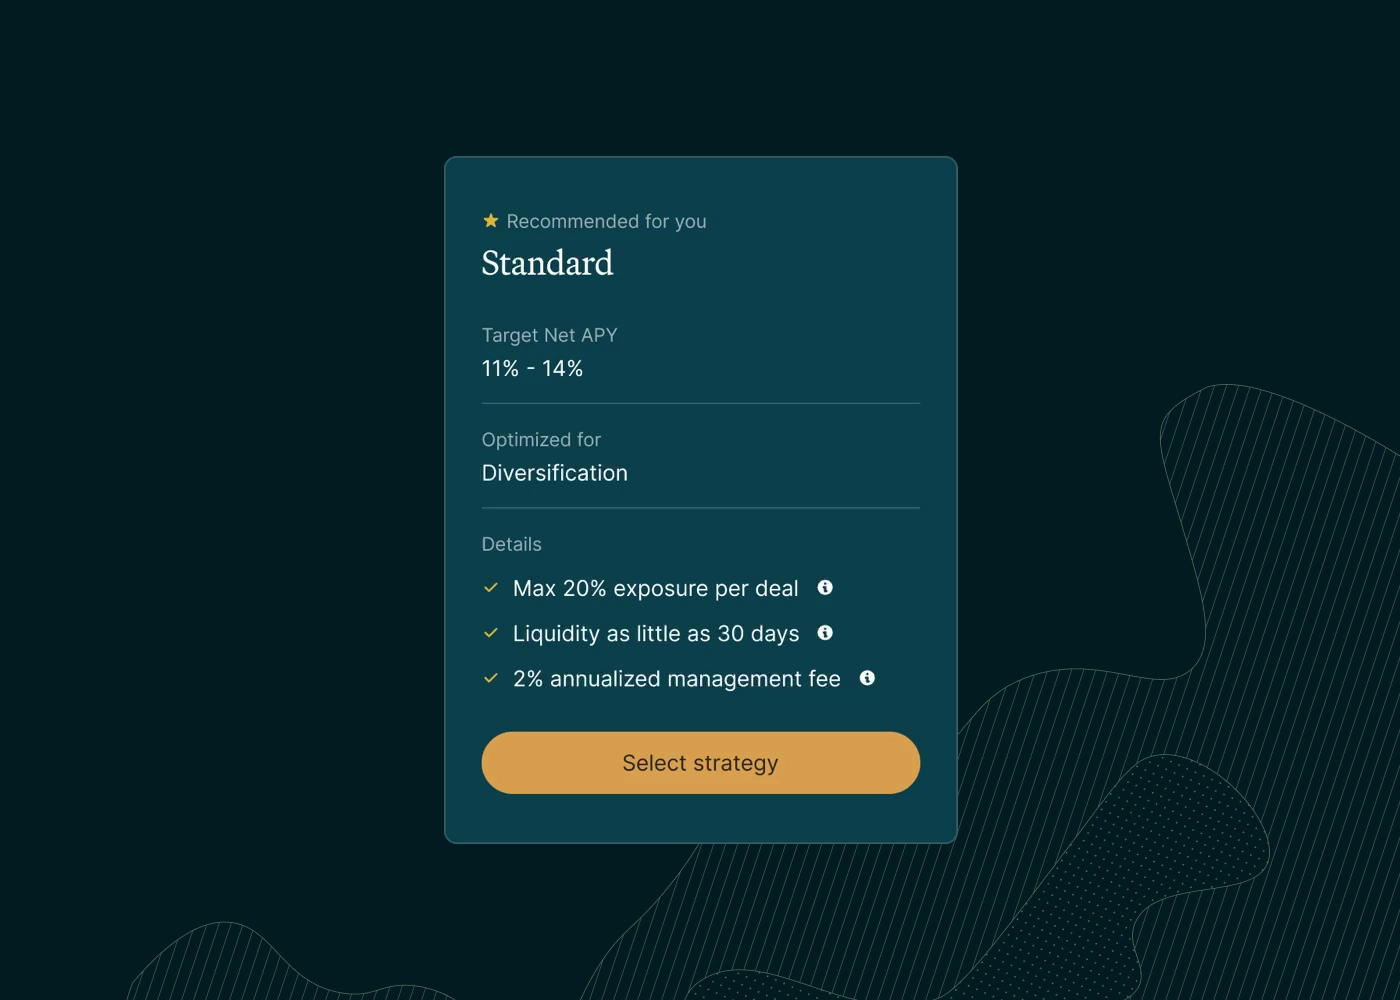 Recommended for you
Standard
Target Net APY
11% - 14%
Optimized for
Diversification
Details
Max 20% exposure per deal
Liquidity as little as 30 days
2% annualized management fee
Select strategy